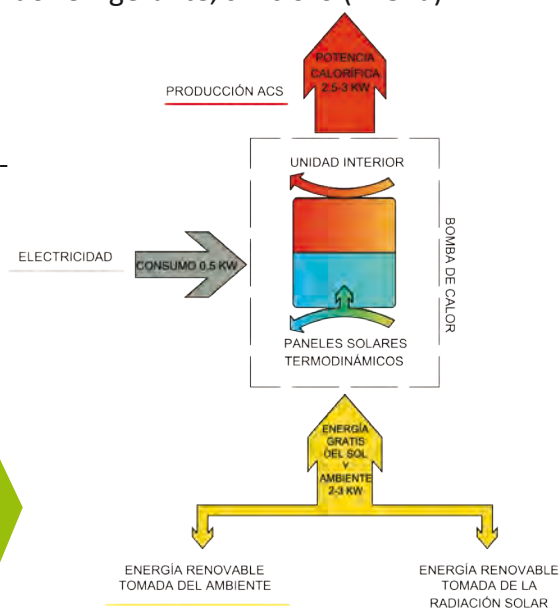 POTENCIA
CALORÍFICA
2.5-3 KW
PRODUCCIÓN ACS
UNIDAD INTERIOR
BOMBA DE CALOR
ELECTRICIDAD
CONSUMO 0.5 KW
PANELES SOLARES
TERMODINÁMICOS
ENERGÍA
GRATIS
DEL SOL
Y
AMBIENTE
2-3 KW
ENERGÍA RENOVABLE
TOMADA DEL AMBIENTE
ENERGÍA RENOVABLE
TOMADA DE LA
RADIACIÓN SOLAR